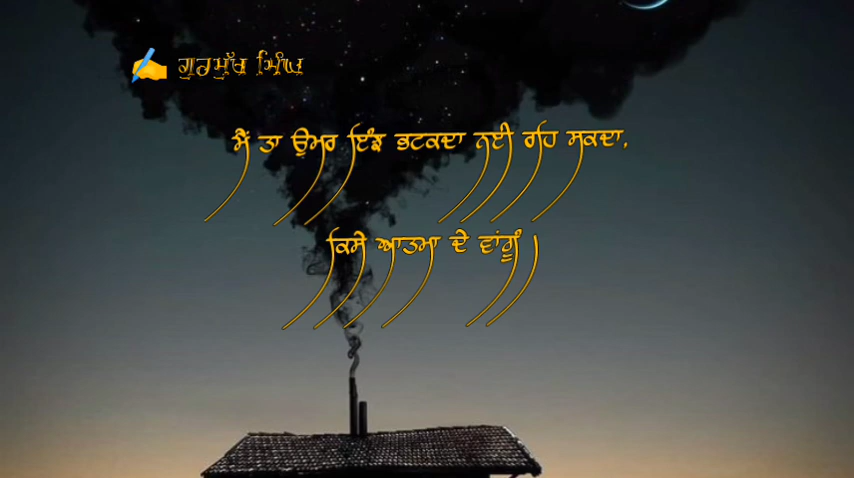 ✍️ ਗੁਰਮੁੱਖ ਸਿੰਘ
ਮੈਂ ਤਾ ਉਮਰ ਇੰਝ ਭਟਕਦਾ ਨਈ ਰਹਿ ਸਕਦਾ,
ਕਿਸੇ ਆਤਮਾ ਦੇ ਵਾਂਗੂੰ ।